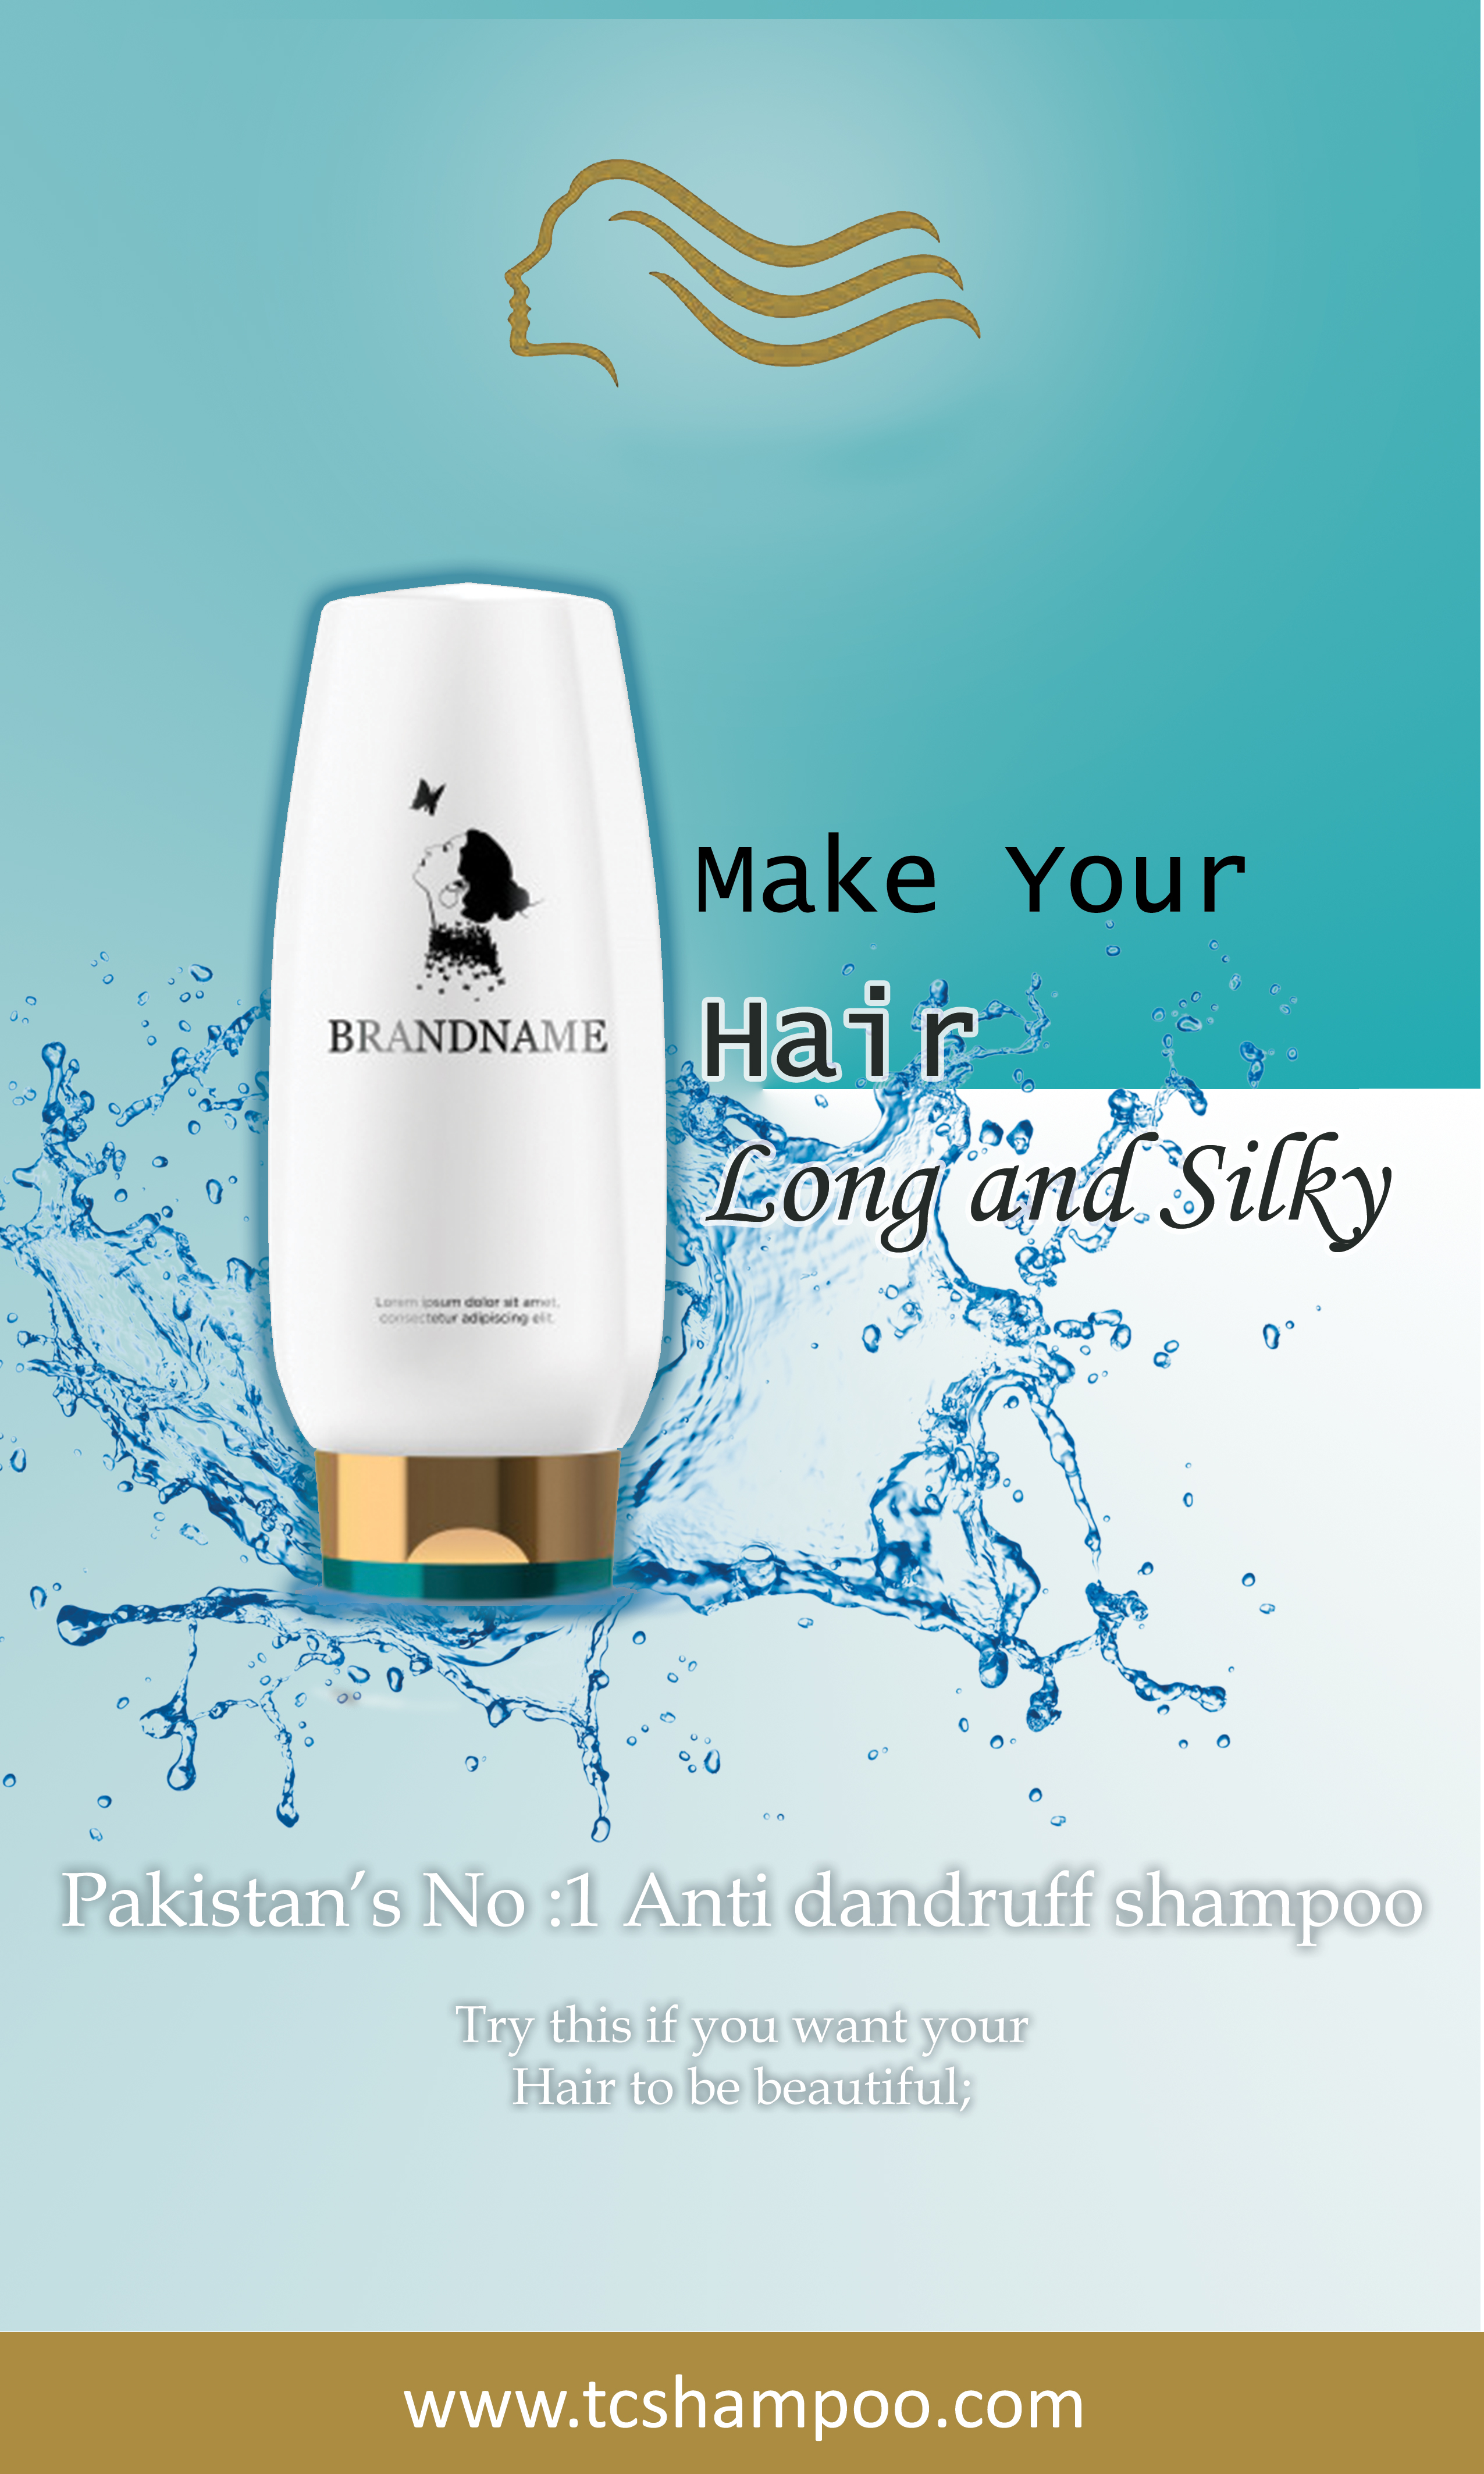 Make Your
Hair
Long and Silky
BRANDNAME
Lorem ipsum dolor sit amet,
consectetur adipiscing elit.
Pakistan’s No :1 Anti dandruff shampoo
Try this if you want your
Hair to be beautiful;
www.tcshampoo.com